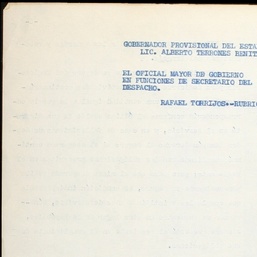 GOBERNADOR PROVISIONAL DEL ESTA
LIC. ALBERTO TERRONES BENIT
EL OFICIAL MAYOR DE GOBIERNO
EN FUNCIONES DE SECRETARIO DEL
DESPACHO.
RAFAEL TORRIJOS.-RUBRIC